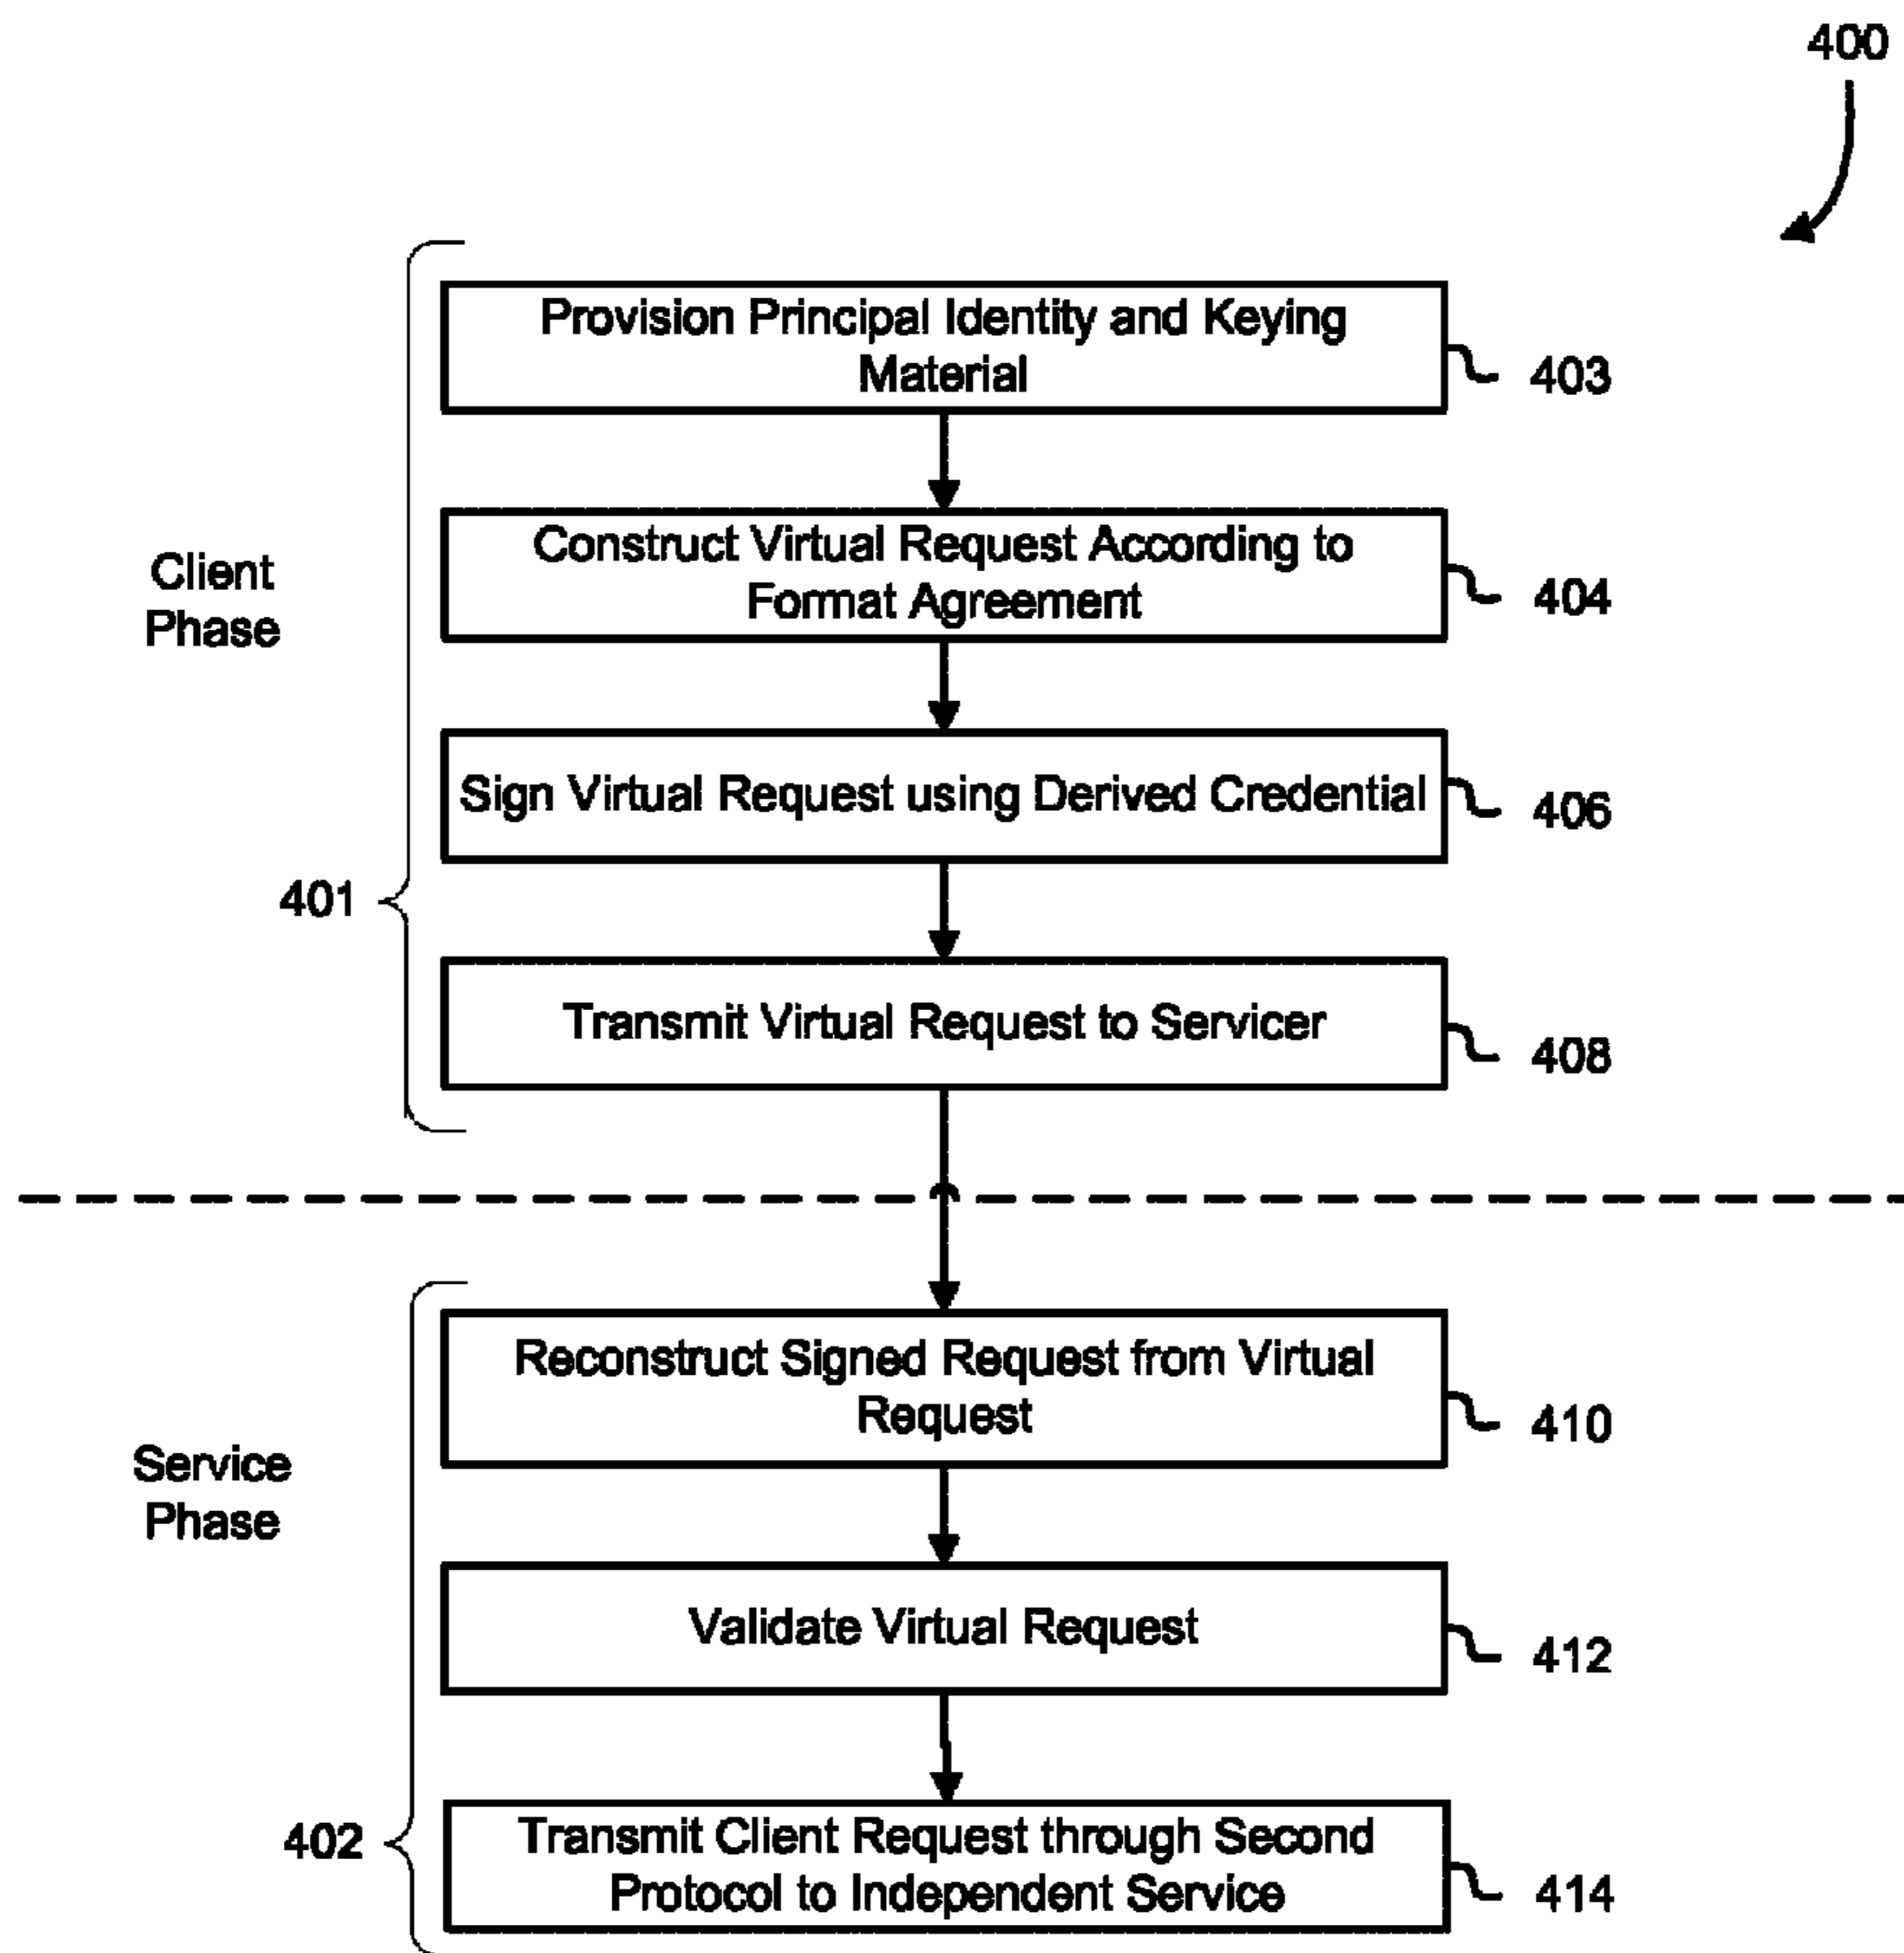 400
Provision Principal Identity and Keying
Material
403
Construct Virtual Request According to
Format Agreement
404
Client
Phase
Sign Virtual Request using Derived Credential
406
401
Transmit Virtual Request to Servicer
408
Reconstruct Signed Request from Virtual
Request
410
Service
Phase
Validate Virtual Request
412
402
Transmit Client Request through Second
Protocol to Independent Service
414